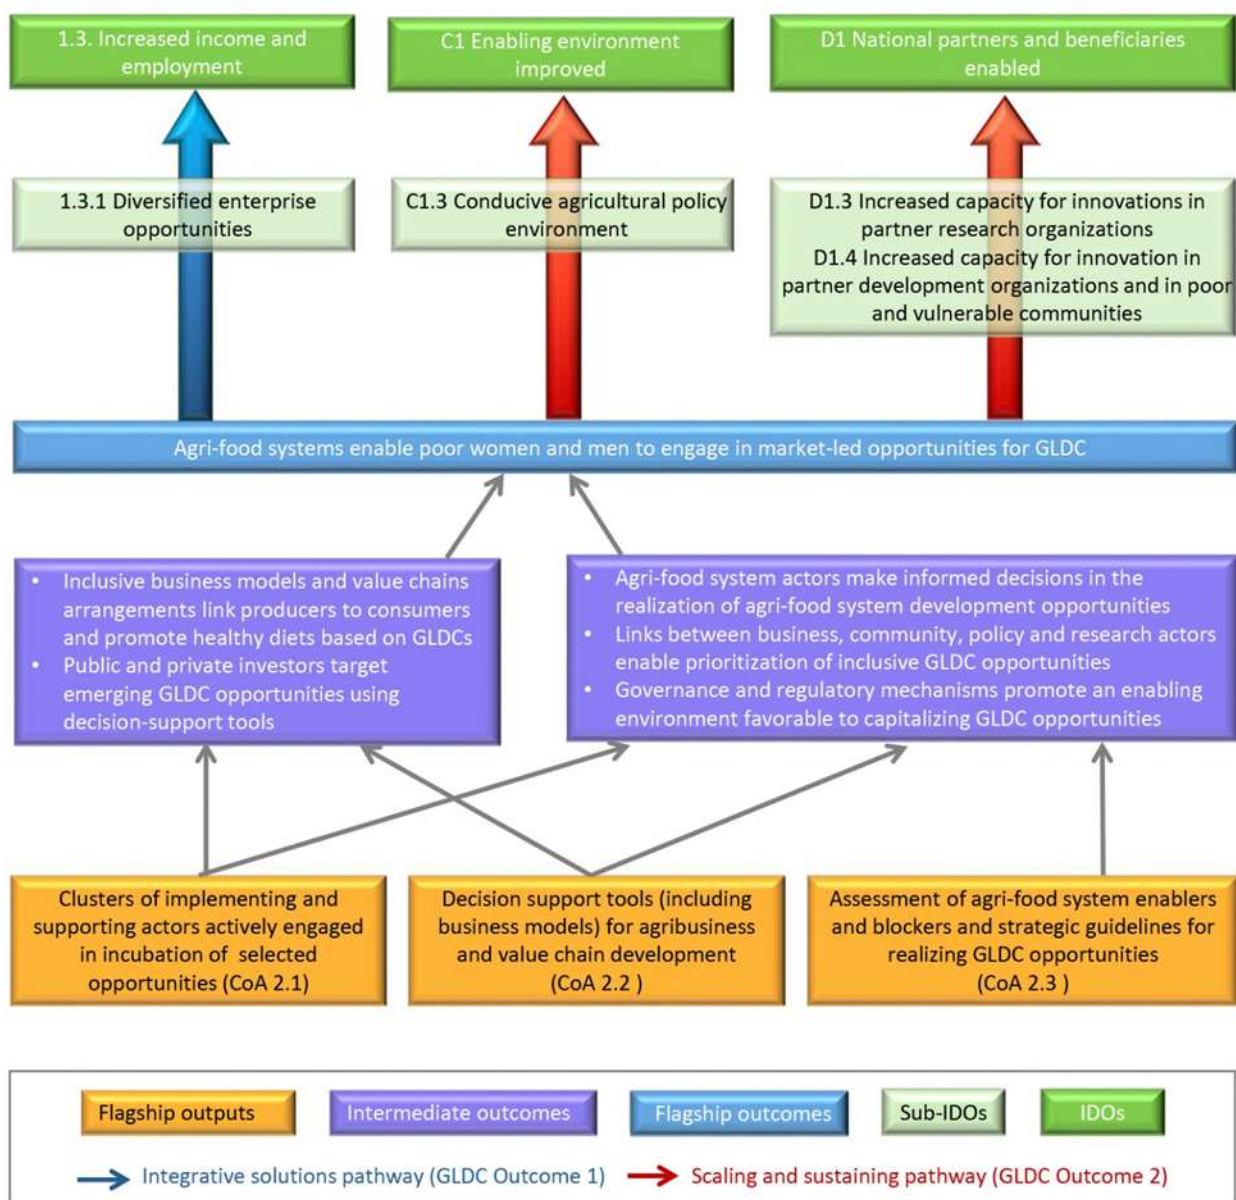 1.3. Increased income and
employment
C1 Enabling environment
improved
D1 National partners and beneficiaries
enabled
1.3.1 Diversified enterprise
opportunities
C1.3 Conducive agricultural policy
environment
D1.3 Increased capacity for innovations in
partner research organizations
D1.4 Increased capacity for innovation in
partner development organizations and in poor
and vulnerable communities
Agri-food systems enable poor women and men to engage in market-led opportunities for GLDC
• Inclusive business models and value chains
arrangements link producers to consumers
and promote healthy diets based on GLDCs
• Public and private investors target
emerging GLDC opportunities using
decision-support tools
• Agri-food system actors make informed decisions in the
realization of agri-food system development opportunities
• Links between business, community, policy and research actors
enable prioritization of inclusive GLDC opportunities
• Governance and regulatory mechanisms promote an enabling
environment favorable to capitalizing GLDC opportunities
Clusters of implementing and
supporting actors actively engaged
in incubation of selected
opportunities (CoA 2.1)
Decision support tools (including
business models) for agribusiness
and value chain development
(CoA 2.2 )
Assessment of agri-food system enablers
and blockers and strategic guidelines for
realizing GLDC opportunities
(CoA 2.3 )
Flagship outputs
Intermediate outcomes
Flagship outcomes
Sub-IDOs
IDOs
Integrative solutions pathway (GLDC Outcome 1)
Scaling and sustaining pathway (GLDC Outcome 2)